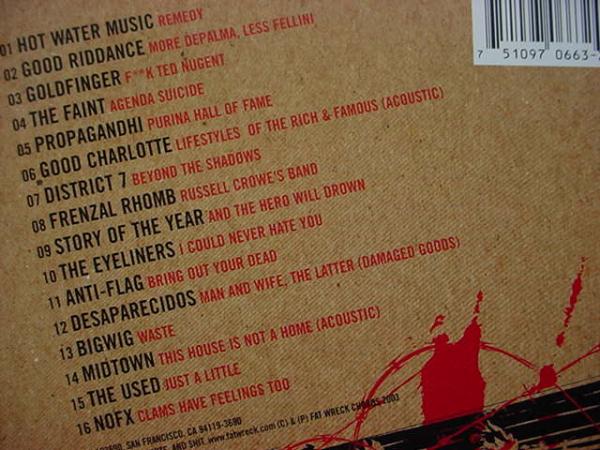 7 51097 0663
01 HOT WATER MUSIC REMEDY
02 GOOD RIDDANCE MORE DEPALMA, LESS FELLINI
03 GOLDFINGER F**K TED NUGENT
04 THE FAINT AGENDA SUICIDE
05 PROPAGANDHI PURINA HALL OF FAME
06 GOOD CHARLOTTE LIFESTYLES OF THE RICH & FAMOUS (ACOUSTIC)
07 DISTRICT 7 BEYOND THE SHADOWS
08 FRENZAL RHOMB RUSSELL CROWE'S BAND
09 STORY OF THE YEAR AND THE HERO WILL DROWN
10 THE EYELINERS I COULD NEVER HATE YOU
11 ANTI-FLAG BRING OUT YOUR DEAD
12 DESAPARECIDOS MAN AND WIFE, THE LATTER (DAMAGED GOODS)
13 BIGWIG WASTE
14 MIDTOWN THIS HOUSE IS NOT A HOME (ACOUSTIC)
15 THE USED JUST A LITTLE
16 NOFX CLAMS HAVE FEELINGS TOO
SAN FRANCISCO, CA 94119-3690
AND SHIT. www.fatwreck.com (C) & (P) FAT WRECK CHORDS 2003